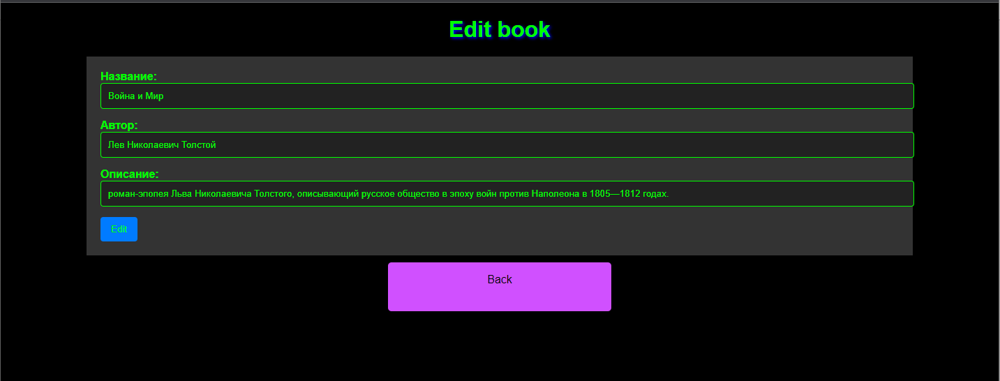 Edit book
Название:
Война и Мир
Автор:
Лев Николаевич Толстой
Описание:
роман-эпопея Льва Николаевича Толстого, описывающий русское общество в эпоху войн против Наполеона в 1805—1812 годах.
Edit
Back